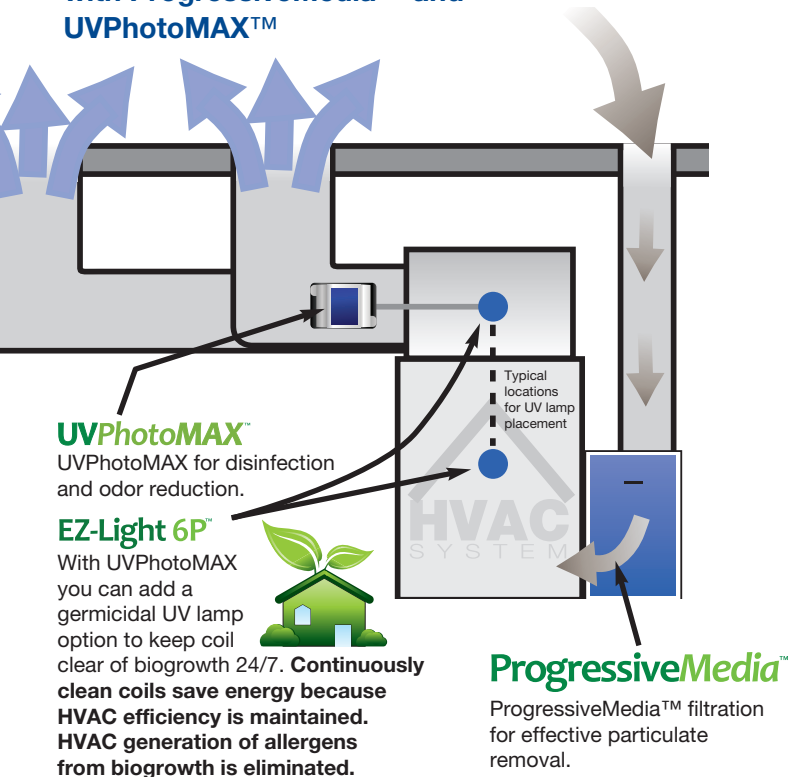 with ProgressiveMedia™ and
UVPhotoMAX™
Typical
locations
for UV lamp
placement
UVPhotoMAX™
UVPhotoMAX for disinfection
and odor reduction.
EZ-Light 6P™
With UVPhotoMAX
you can add a
germicidal UV lamp
option to keep coil
clear of biogrowth 24/7. Continuously
clean coils save energy because
HVAC efficiency is maintained.
HVAC generation of allergens
from biogrowth is eliminated.
HVAC
SYSTEM
ProgressiveMedia™
ProgressiveMedia™ filtration
for effective particulate
removal.